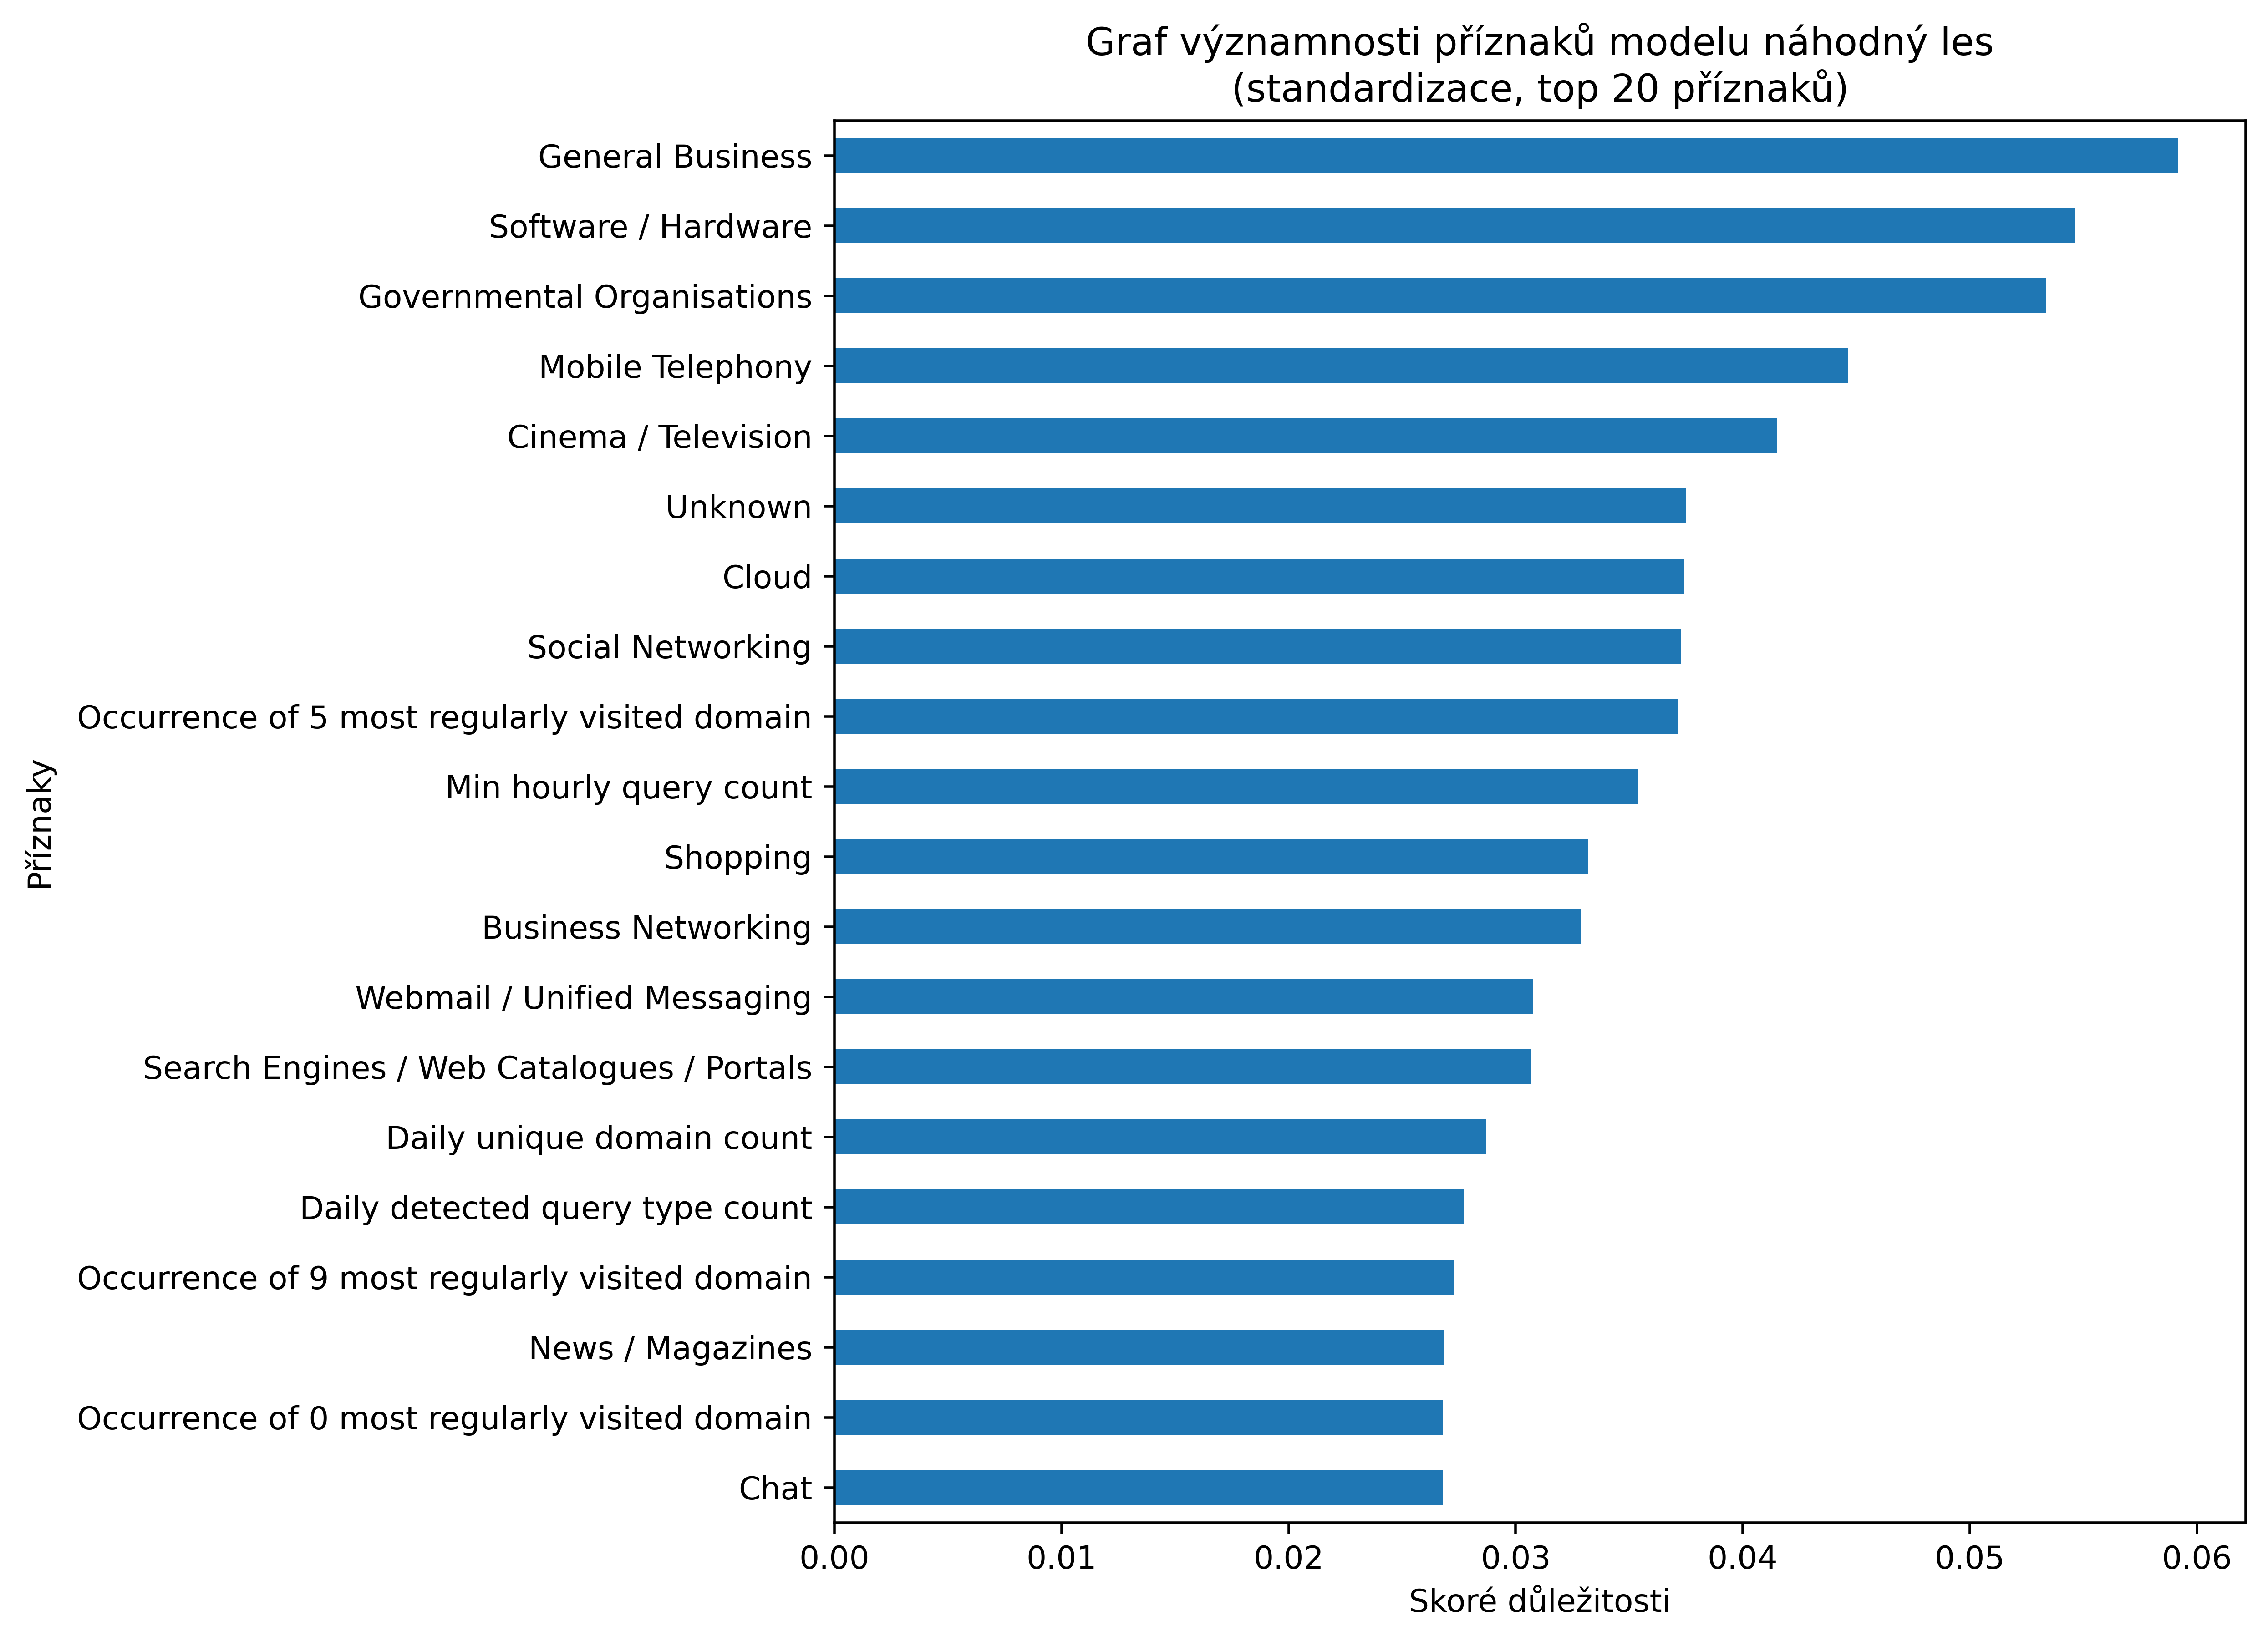 Graf významnosti příznaků modelu náhodný les
(standardizace, top 20 příznaků)
General Business
Software / Hardware
Governmental Organisations
Mobile Telephony
Cinema / Television
Unknown
Cloud
Social Networking
Occurrence of 5 most regularly visited domain
Min hourly query count
Shopping
Business Networking
Webmail / Unified Messaging
Search Engines / Web Catalogues / Portals
Daily unique domain count
Daily detected query type count
Occurrence of 9 most regularly visited domain
News / Magazines
Occurrence of 0 most regularly visited domain
Chat
Příznaky
0.00 0.01 0.02 0.03 0.04 0.05 0.06
Skoré důležitosti